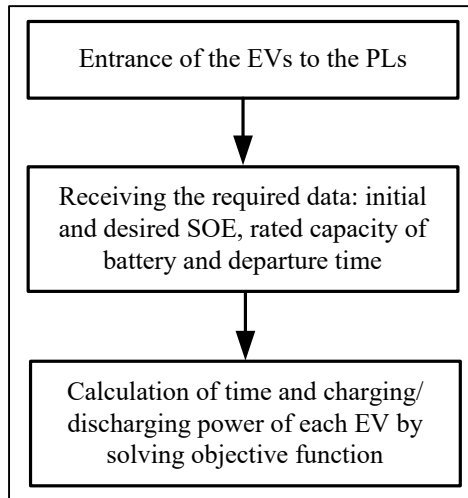 Entrance of the EVs to the PLs
Receiving the required data: initial
and desired SOE, rated capacity of
battery and departure time
Calculation of time and charging/
discharging power of each EV by
solving objective function